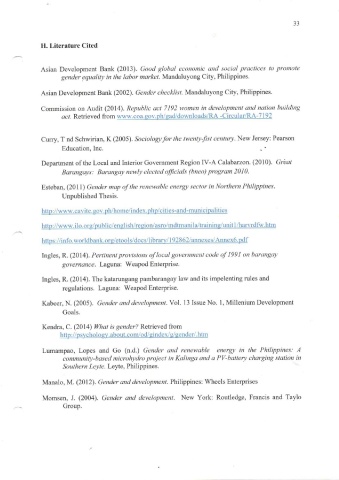 33
II. Literature Cited
Asian Development Bank (2013). Good global economic and social practices to promote
gender equality in the labor market. Mandaluyong City, Philippines.
Asian Development Bank (2002). Gender checklist. Mandaluyong City, Philippines.
Commission on Audit (2014). Republic act 7192 women in development and nation building
act. Retrieved from www.coa.gov.ph/gad/downloads/RA -Circular/RA-7192
Curry, T nd Schwirian, K (2005). Sociology for the twenty-fist century. New Jersey: Pearson
Education, Inc.
Department of the Local and Interior Government Region IV-A Calabarzon. (2010). Great
Barangays: Barangay newly elected officials (bneo) program 2010.
Esteban, (2011) Gender map of the renewable energy sector in Northern Philippines.
Unpublished Thesis.
http://www.cavite.gov.ph/home/index.php/cities-and-municipalities
http://www.ilo.org/public/english/region/asro/mdtmanila/training/unit1/harvrdfw.htm
https://info.worldbank.org/etools/docs/library/192862/annexes/Annex6.pdf
Ingles, R. (2014). Pertinent provisions of local government code of 1991 on barangay
governance. Laguna: Weapod Enterprise.
Ingles, R. (2014). The katarungang pambarangay law and its impelenting rules and
regulations. Laguna: Weapod Enterprise.
Kabeer, N. (2005). Gender and development. Vol. 13 Issue No. 1, Millenium Development
Goals.
Kendra, C. (2014) What is gender? Retrieved from
http://psychology.about.com/od/gindex/g/gender/.htm
Lumampao, Lopes and Go (n.d.) Gender and renewable energy in the Philippines: A
community-based microhydro project in Kalinga and a PV-battery charging station in
Southern Leyte. Leyte, Philippines.
Manalo, M. (2012). Gender and development. Philippines: Wheels Enterprises
Momsen, J. (2004). Gender and development. New York: Routledge, Francis and Taylo
Group.